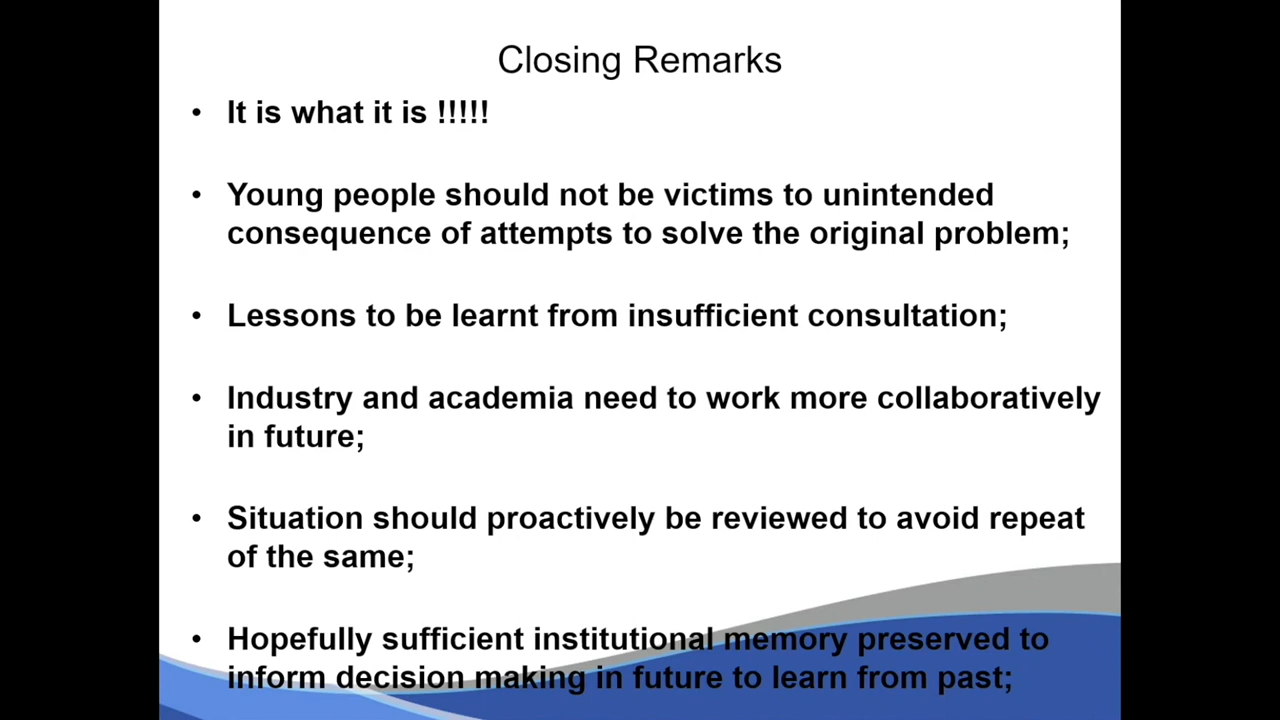 Closing Remarks
• It is what it is !!!!!
• Young people should not be victims to unintended
consequence of attempts to solve the original problem;
• Lessons to be learnt from insufficient consultation;
• Industry and academia need to work more collaboratively
in future;
• Situation should proactively be reviewed to avoid repeat
of the same;
• Hopefully sufficient institutional memory preserved to
inform decision making in future to learn from past;